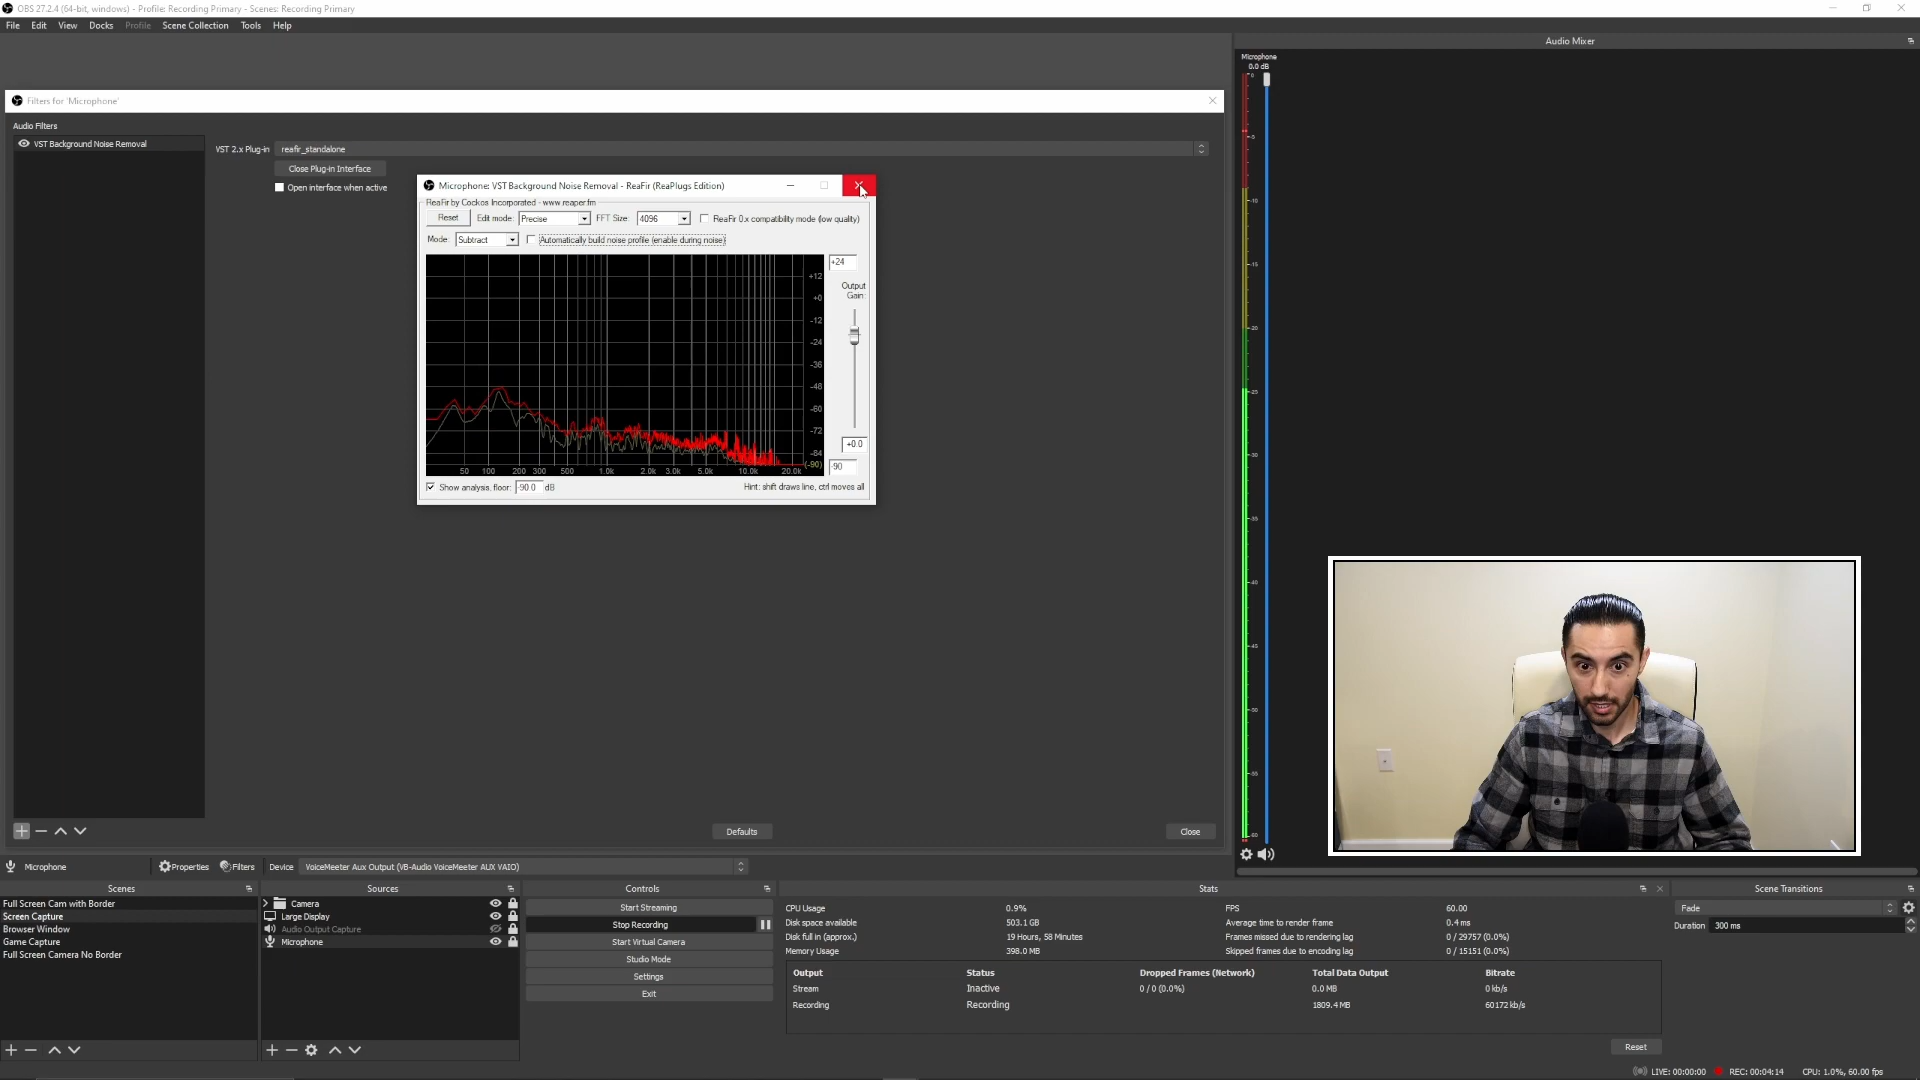 OBS 27.2.4 (64-bit, windows) - Profile: Recording Primary - Scenes: Recording Primary
File Edit View Docks Profile Scene Collection Tools Help
Audio Mixer
Microphone
0.0 dB
Filters for 'Microphone'
Audio Filters
VST Background Noise Removal
VST 2.x Plug-in reafir_standalone
Close Plug-in Interface
Open interface when active
Microphone: VST Background Noise Removal - ReaFir (ReaPlugs Edition)
ReaFir by Cockos Incorporated - www.reaper.fm
Reset Edit mode: Precise FFT Size: 4096 ReaFir 0.x compatibility mode (low quality)
Mode: Subtract Automatically build noise profile (enable during noise)
+24
Output
Gain:
+12
+0
-12
-24
-36
-48
-60
-72
-84
(-90)
+0.0
-90
50 100 200 300 500 1.0k 2.0k 3.0k 5.0k 10.0k 20.0k
Show analysis, floor: -90.0 dB Hint: shift draws line, ctrl moves all
0
-5
-10
-15
-20
-25
-30
-35
-40
-45
-50
-55
-60
Defaults
Close
Microphone Properties Filters Device VoiceMeeter Aux Output (VB-Audio VoiceMeeter AUX VAIO)
Scenes
Full Screen Cam with Border
Screen Capture
Browser Window
Game Capture
Full Screen Camera No Border
Sources
Camera
Large Display
Audio Output Capture
Microphone
Controls
Start Streaming
Stop Recording
Start Virtual Camera
Studio Mode
Settings
Exit
Stats
CPU Usage 0.9% FPS 60.00
Disk space available 503.1 GB Average time to render frame 0.4 ms
Disk full in (approx.) 19 Hours, 58 Minutes Frames missed due to rendering lag 0 / 29757 (0.0%)
Memory Usage 398.0 MB Skipped frames due to encoding lag 0 / 15151 (0.0%)
Output Status Dropped Frames (Network) Total Data Output Bitrate
Stream Inactive 0 / 0 (0.0%) 0.0 MB 0 kb/s
Recording Recording 1809.4 MB 60172 kb/s
Reset
Scene Transitions
Fade
Duration 300 ms
LIVE: 00:00:00 REC: 00:04:14 CPU: 1.0%, 60.00 fps